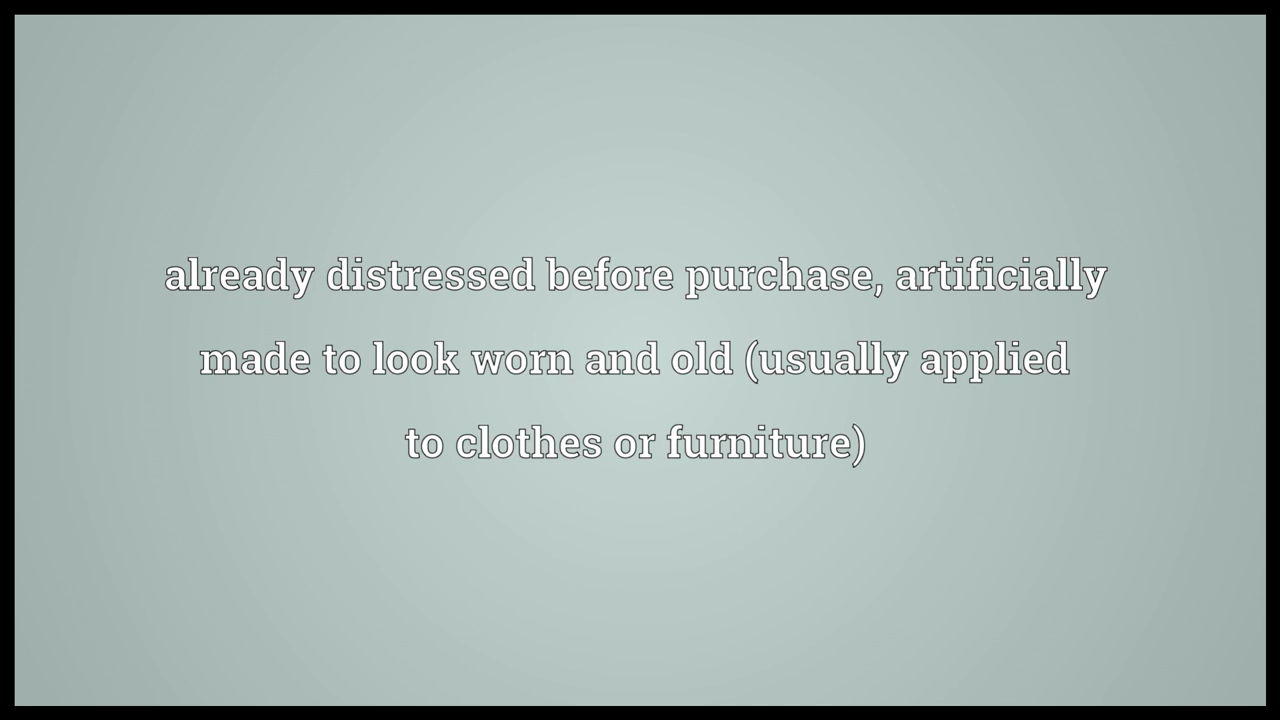 already distressed before purchase, artificially
made to look worn and old (usually applied
to clothes or furniture)